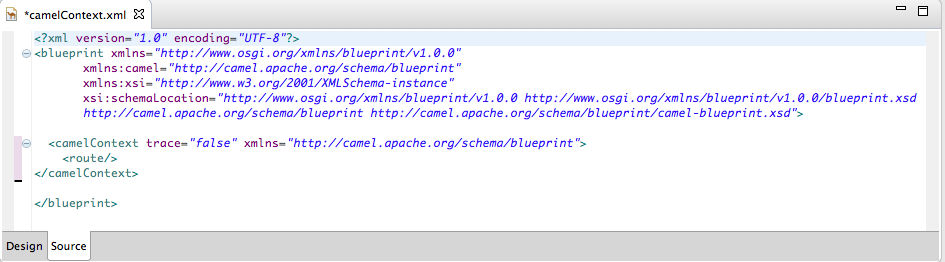 *camelContext.xml
<?xml version="1.0" encoding="UTF-8"?>
<blueprint xmlns="http://www.osgi.org/xmlns/blueprint/v1.0.0"
xmlns:camel="http://camel.apache.org/schema/blueprint"
xmlns:xsi="http://www.w3.org/2001/XMLSchema-instance"
xsi:schemaLocation="http://www.osgi.org/xmlns/blueprint/v1.0.0 http://www.osgi.org/xmlns/blueprint/v1.0.0/blueprint.xsd
http://camel.apache.org/schema/blueprint http://camel.apache.org/schema/blueprint/camel-blueprint.xsd">
<camelContext trace="false" xmlns="http://camel.apache.org/schema/blueprint">
<route/>
</camelContext>
</blueprint>
Design Source